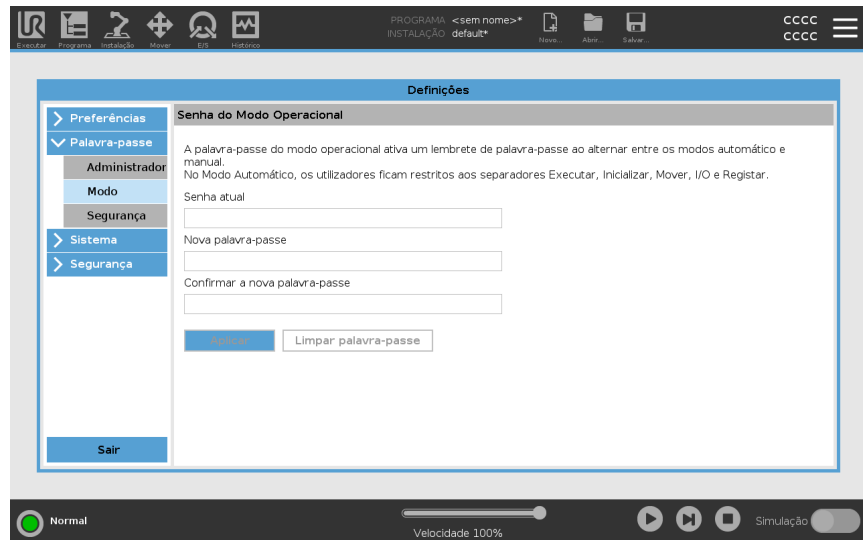 PROGRAMA <sem nome>*
INSTALAÇÃO default*
CCCC
CCCC
Executar Programa Instalação Mover E/S Histórico Novo... Abrir... Salvar...
Definições
Preferências
Palavra-passe
Administrador
Modo
Segurança
Sistema
Segurança
Sair
Senha do Modo Operacional
A palavra-passe do modo operacional ativa um lembrete de palavra-passe ao alternar entre os modos automático e
manual.
No Modo Automático, os utilizadores ficam restritos aos separadores Executar, Inicializar, Mover, I/O e Registar.
Senha atual
Nova palavra-passe
Confirmar a nova palavra-passe
Aplicar Limpar palavra-passe
Normal
Velocidade 100%
Simulação